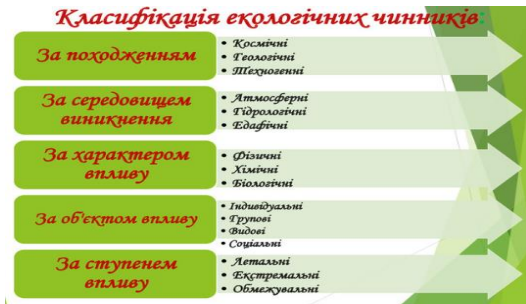 Класифікація екологічних чинників:
За походженням
• Космічні
• Геологічні
• Техногенні
За середовищем
виникнення
• Атмосферні
• Гідрологічні
• Едафічні
За характером
впливу
• Фізичні
• Хімічні
• Біологічні
За об'єктом впливу
• Індивідуальні
• Групові
• Видові
• Соціальні
За ступенем
впливу
• Летальні
• Екстремальні
• Обмежувальні